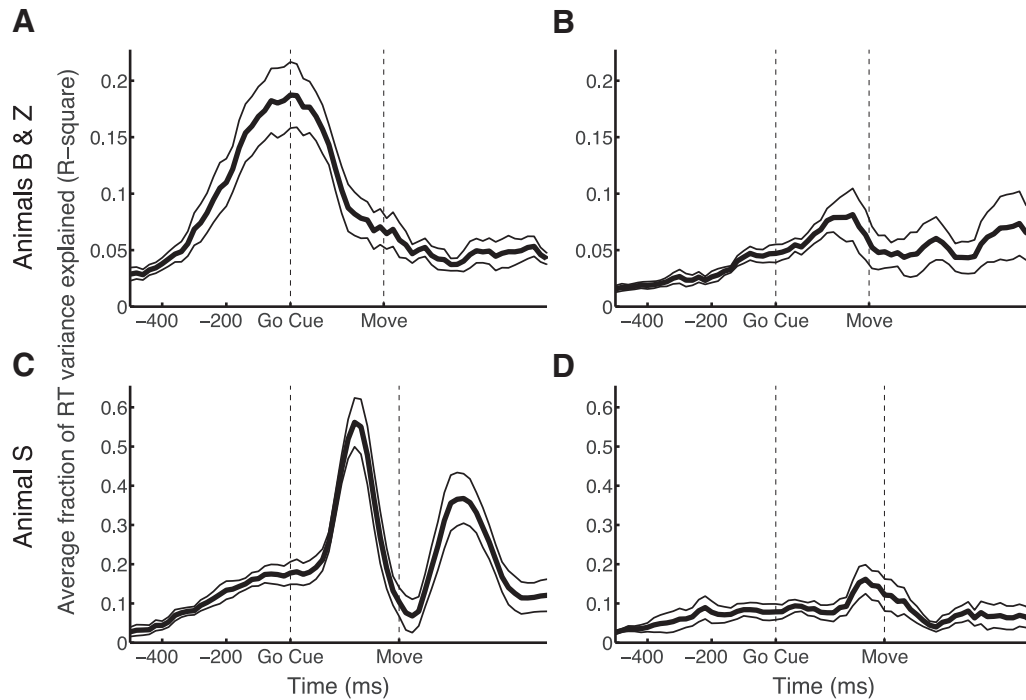 A
B
Animals B & Z
Average fraction of RT variance explained (R−square)
0.2
0.15
0.1
0.05
0
−400
−200
Go Cue
Move
0.2
0.15
0.1
0.05
0
−400
−200
Go Cue
Move
C
D
Animal S
0.6
0.5
0.4
0.3
0.2
0.1
0
−400
−200
Go Cue
Move
Time (ms)
0.6
0.5
0.4
0.3
0.2
0.1
0
−400
−200
Go Cue
Move
Time (ms)